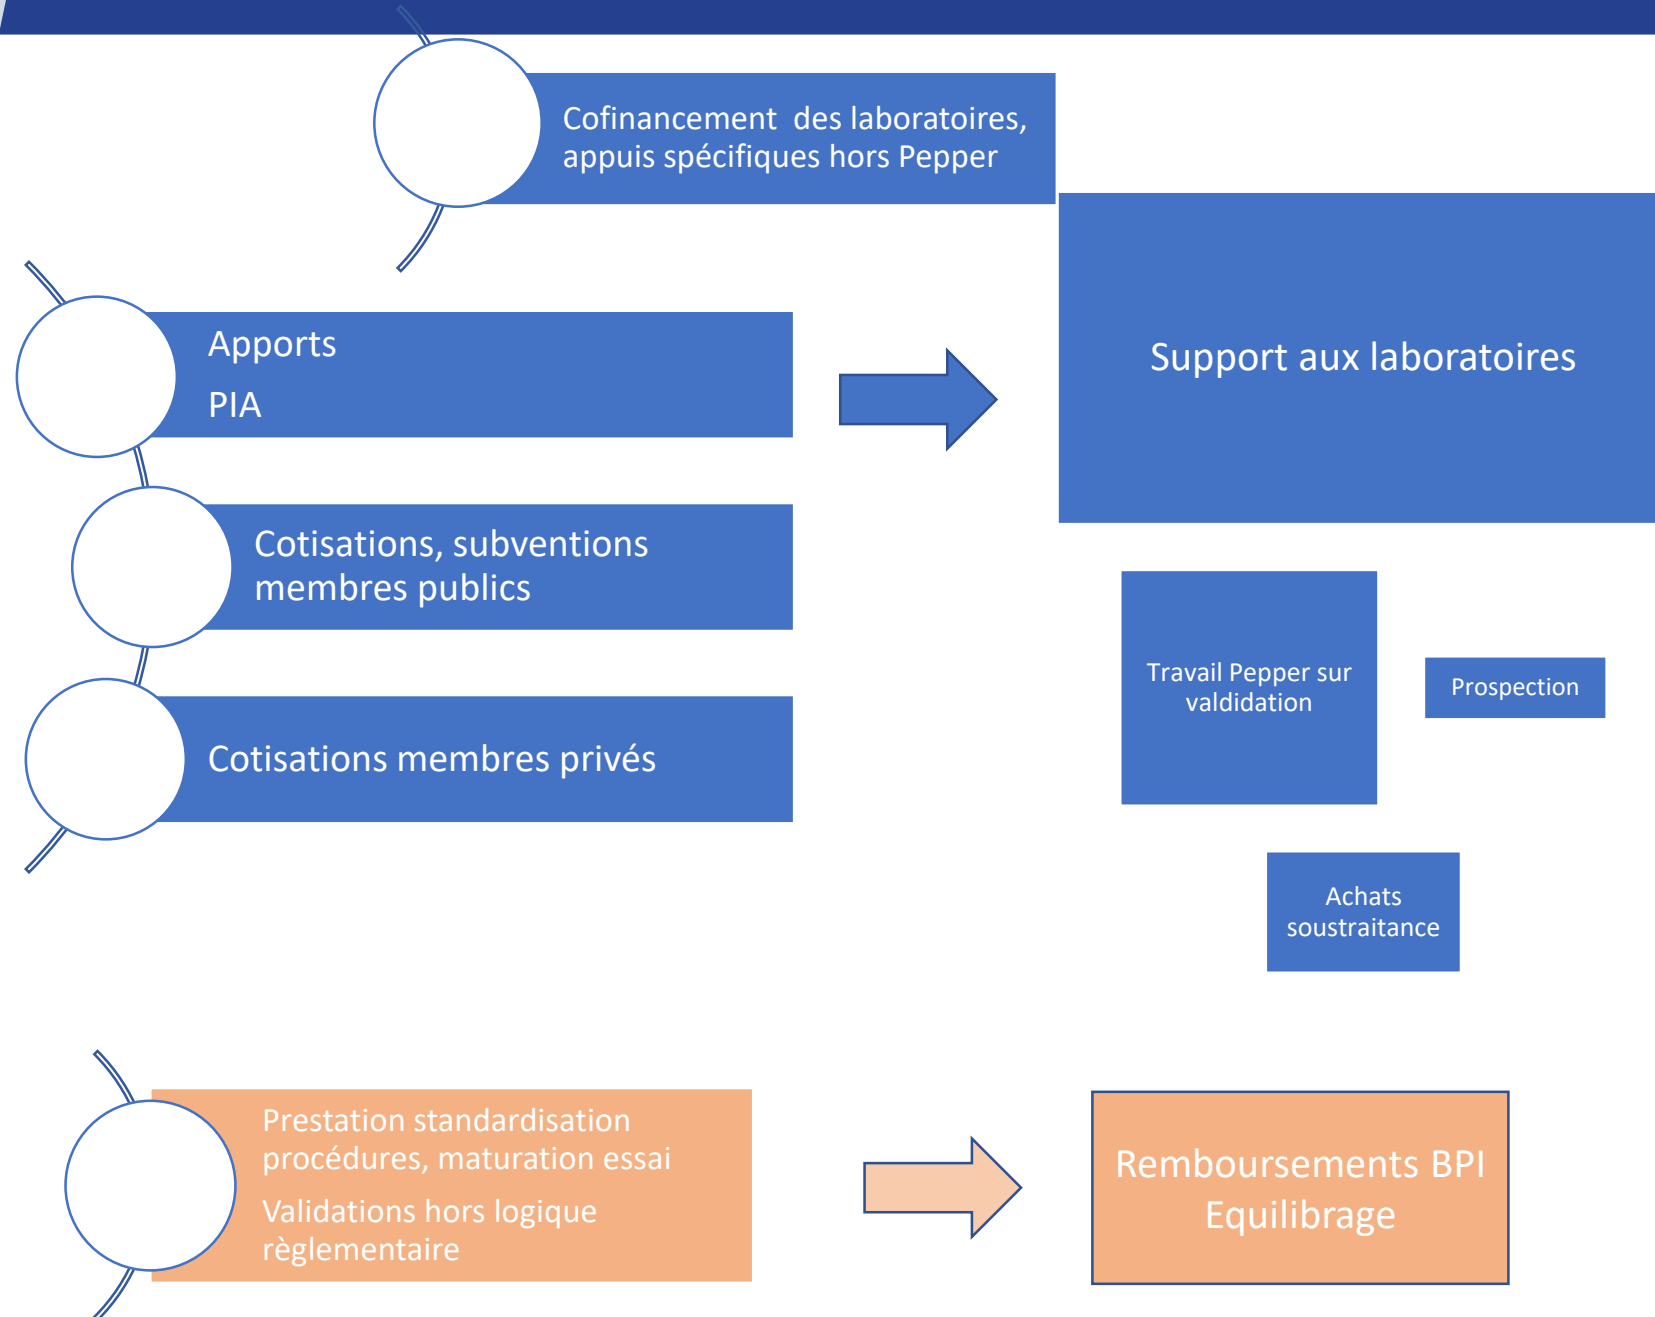 Cofinancement  des laboratoires,
appuis spécifiques hors Pepper
Apports
PIA
Support aux laboratoires
Cotisations, subventions
membres publics
Travail Pepper sur
valdidation
Prospection
Cotisations membres privés
Achats
soustraitance
Prestation standardisation
procédures, maturation essai
Validations hors logique
règlementaire
Remboursements BPI
Equilibrage